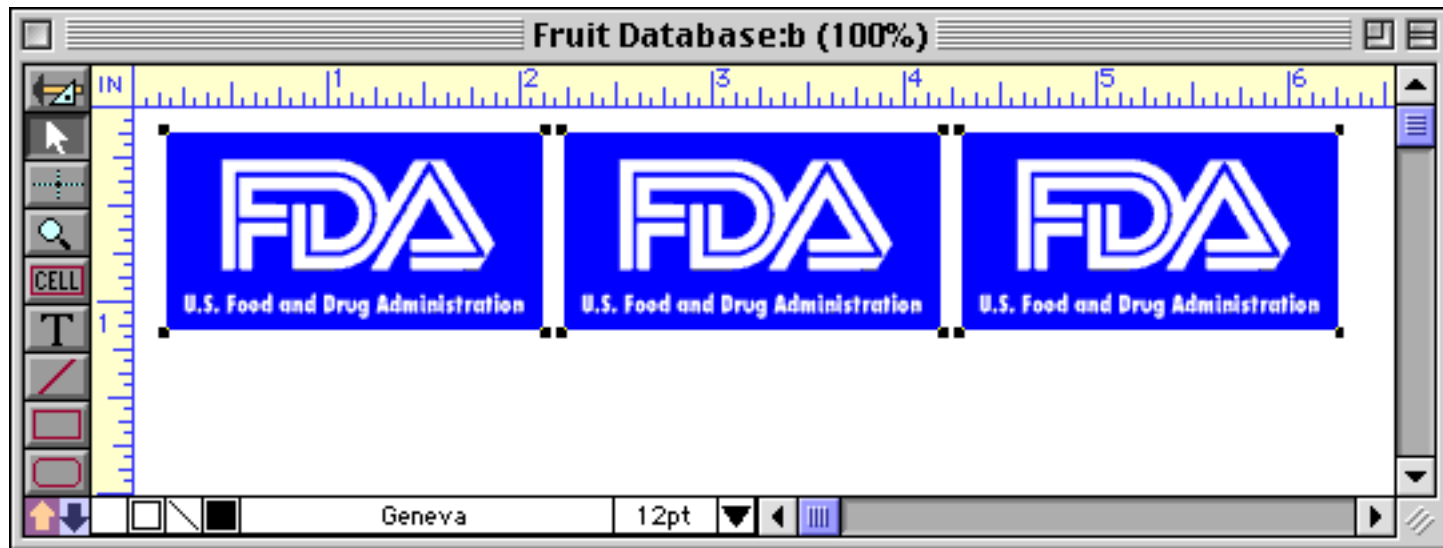 Fruit Database:b (100%)
IN 1 2 3 4 5 6
FDA FDA FDA
U.S. Food and Drug Administration U.S. Food and Drug Administration U.S. Food and Drug Administration
CELL
T 1
Geneva 12pt